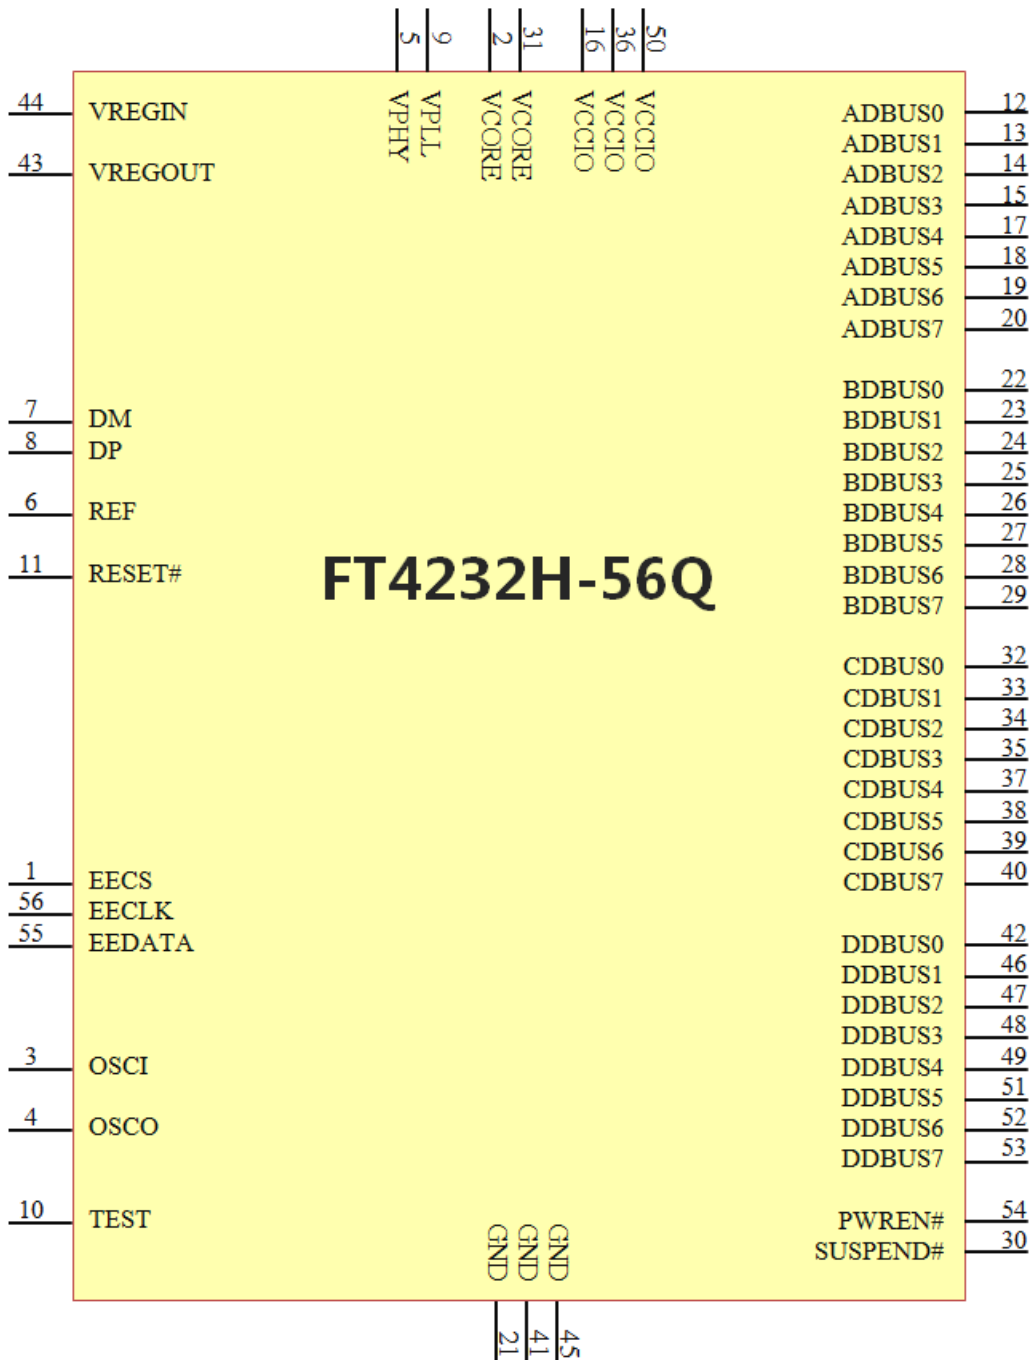 5 9 2 31 16 36 50
VPHY VPLL VCORE VCORE VCCIO VCCIO VCCIO
44 VREGIN ADBUS0 12
ADBUS1 13
43 VREGOUT ADBUS2 14
ADBUS3 15
ADBUS4 17
ADBUS5 18
ADBUS6 19
ADBUS7 20
BDBUS0 22
7 DM BDBUS1 23
8 DP BDBUS2 24
BDBUS3 25
6 REF BDBUS4 26
BDBUS5 27
11 RESET# FT4232H-56Q BDBUS6 28
BDBUS7 29
CDBUS0 32
CDBUS1 33
CDBUS2 34
CDBUS3 35
CDBUS4 37
CDBUS5 38
CDBUS6 39
1 EECS CDBUS7 40
56 EECLK
55 EEDATA DDBUS0 42
DDBUS1 46
DDBUS2 47
DDBUS3 48
3 OSCI DDBUS4 49
DDBUS5 51
4 OSCO DDBUS6 52
DDBUS7 53
10 TEST PWREN# 54
SUSPEND# 30
GND GND GND
21 41 45